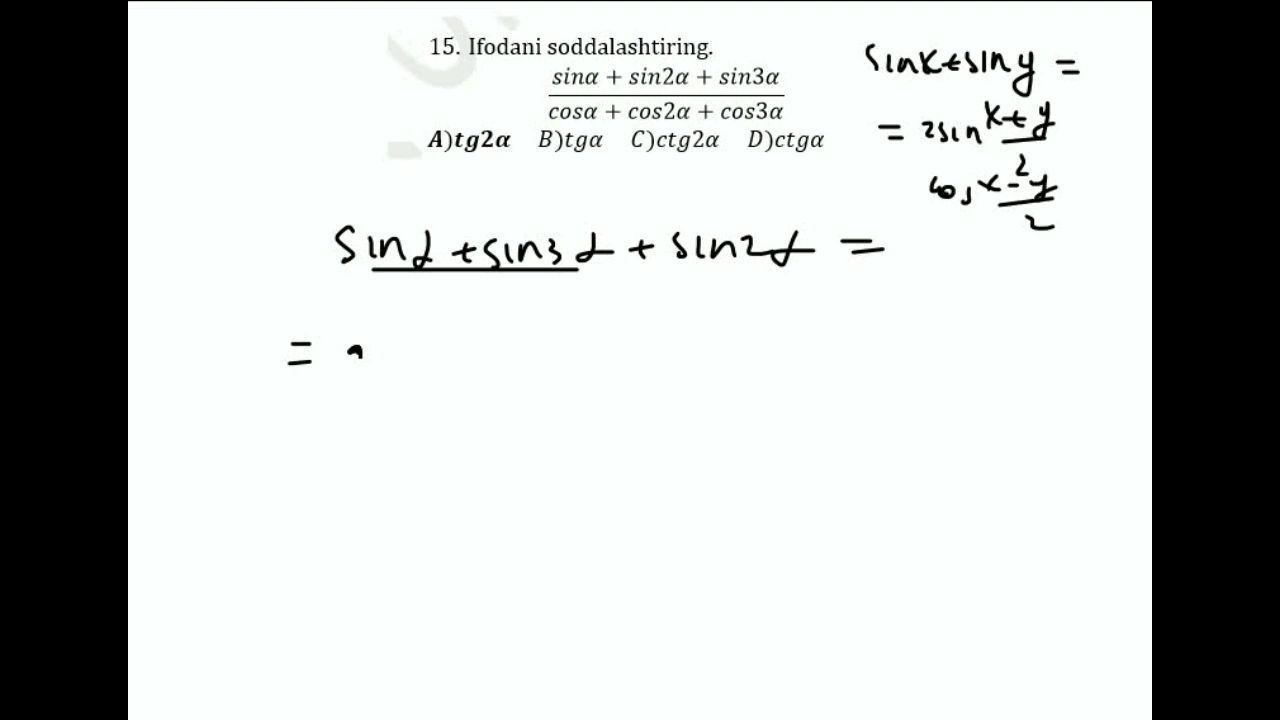 15. Ifodani soddalashtiring.
sinα + sin2α + sin3α
cosα + cos2α + cos3α
A)tg2α B)tgα C)ctg2α D)ctgα
sinx+siny =
= 2sin x+y/2
cos x-y/2
sinα + sin3α + sin2α =
=